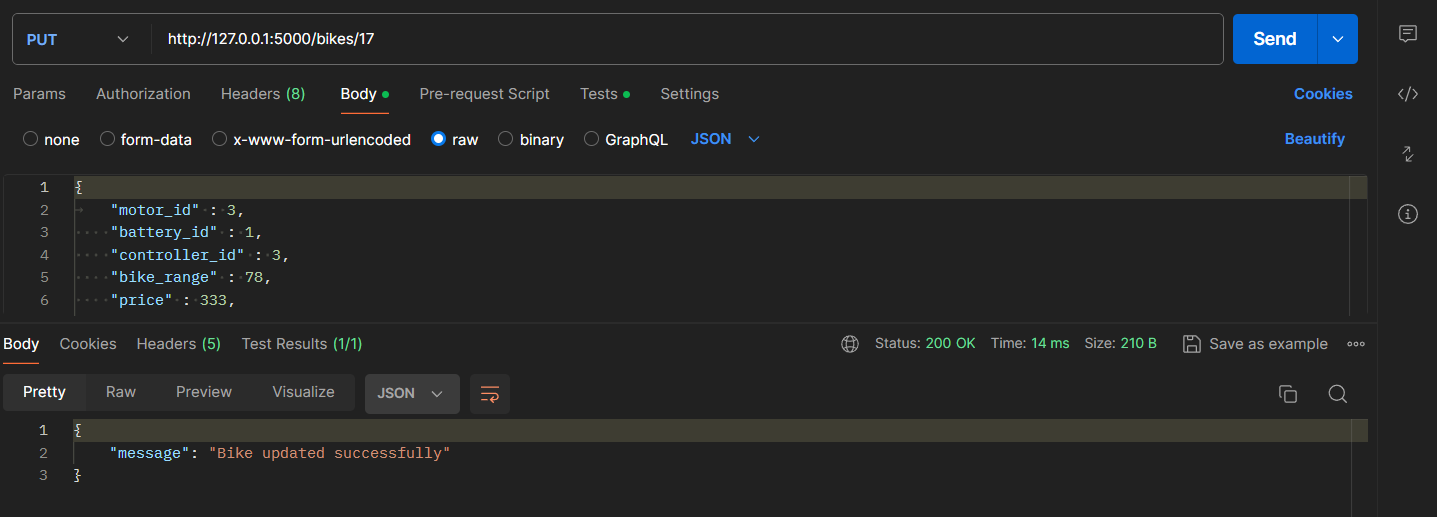 PUT http://127.0.0.1:5000/bikes/17 Send
Params Authorization Headers (8) Body Pre-request Script Tests Settings Cookies
none form-data x-www-form-urlencoded raw binary GraphQL JSON Beautify
1 {
2 "motor_id" : 3,
3 "battery_id" : 1,
4 "controller_id" : 3,
5 "bike_range" : 78,
6 "price" : 333,
Body Cookies Headers (5) Test Results (1/1) Status: 200 OK Time: 14 ms Size: 210 B Save as example
Pretty Raw Preview Visualize JSON
1 {
2 "message": "Bike updated successfully"
3 }